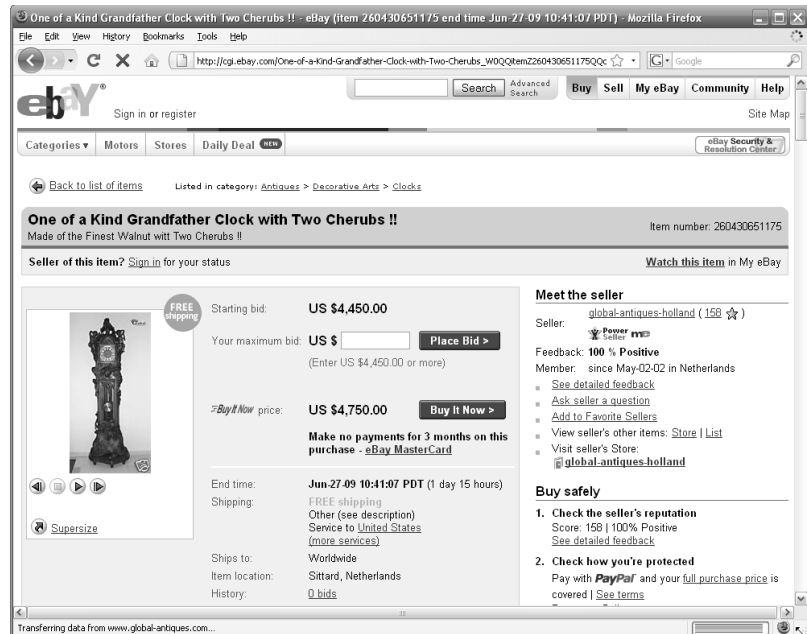 One of a Kind Grandfather Clock with Two Cherubs !! - eBay (item 260430651175 end time Jun-27-09 10:41:07 PDT) - Mozilla Firefox
File Edit View History Bookmarks Tools Help
http://cgi.ebay.com/One-of-a-Kind-Grandfather-Clock-with-Two-Cherubs_W0QQitemZ260430651175QQc
Google
ebaY®
Sign in or register
Search
Advanced Search
Buy Sell My eBay Community Help
Site Map
Categories ▾ Motors Stores Daily Deal NEW
eBay Security &
Resolution Center
Back to list of items Listed in category: Antiques > Decorative Arts > Clocks
One of a Kind Grandfather Clock with Two Cherubs !!
Made of the Finest Walnut witt Two Cherubs !!
Item number: 260430651175
Seller of this item? Sign in for your status
Watch this item in My eBay
FREE
shipping
Supersize
Starting bid: US $4,450.00
Your maximum bid: US $ Place Bid >
(Enter US $4,450.00 or more)
Buy It Now price: US $4,750.00 Buy It Now >
Make no payments for 3 months on this
purchase - eBay MasterCard
End time: Jun-27-09 10:41:07 PDT (1 day 15 hours)
Shipping: FREE shipping
Other (see description)
Service to United States
(more services)
Ships to: Worldwide
Item location: Sittard, Netherlands
History: 0 bids
Meet the seller
Seller: global-antiques-holland ( 158 ☆ )
Power Seller me
Feedback: 100 % Positive
Member: since May-02-02 in Netherlands
See detailed feedback
Ask seller a question
Add to Favorite Sellers
View seller's other items: Store | List
Visit seller's Store:
global-antiques-holland
Buy safely
1. Check the seller's reputation
Score: 158 | 100% Positive
See detailed feedback
2. Check how you're protected
Pay with PayPal and your full purchase price is
covered | See terms
Transferring data from www.global-antiques.com...